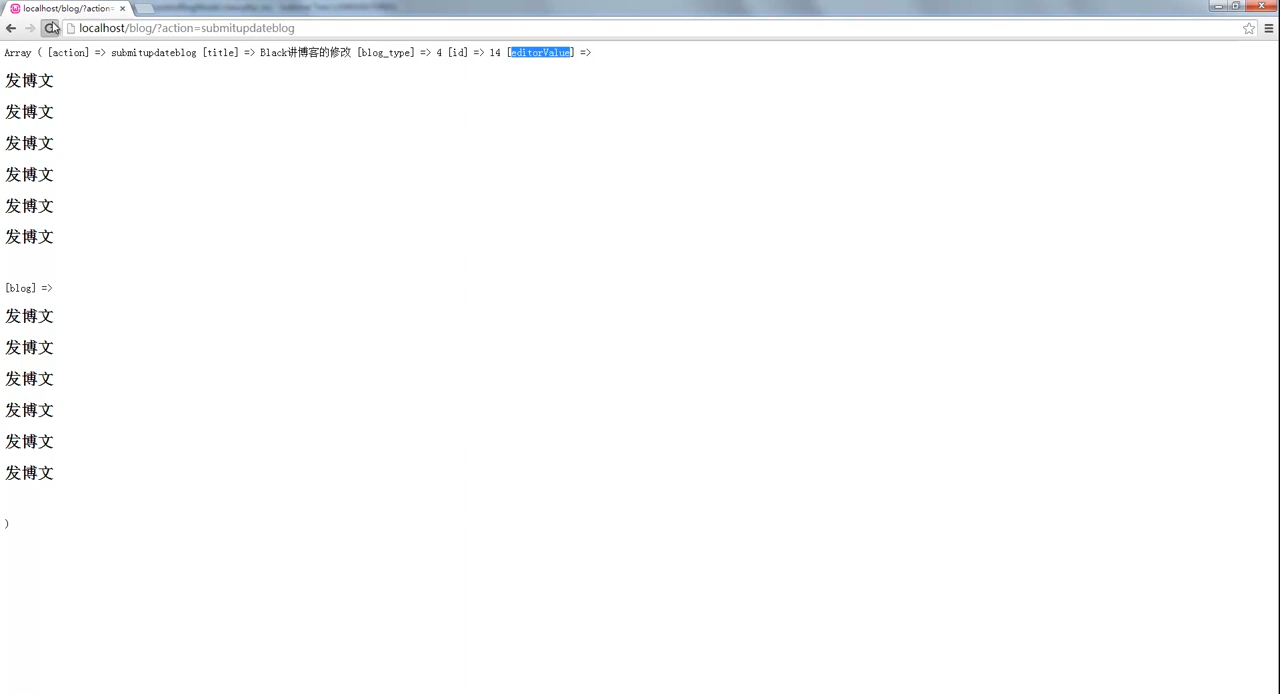 localhost/blog/?action=
localhost/blog/?action=submitupdateblog
Array ( [action] => submitupdateblog [title] => Black讲博客的修改 [blog_type] => 4 [id] => 14 [editorValue] =>
发博文
发博文
发博文
发博文
发博文
发博文
[blog] =>
发博文
发博文
发博文
发博文
发博文
发博文
)